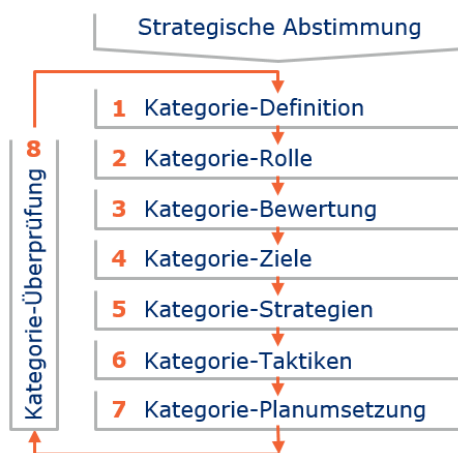 Strategische Abstimmung
1 Kategorie-Definition
2 Kategorie-Rolle
3 Kategorie-Bewertung
4 Kategorie-Ziele
5 Kategorie-Strategien
6 Kategorie-Taktiken
7 Kategorie-Planumsetzung
8 Kategorie-Überprüfung